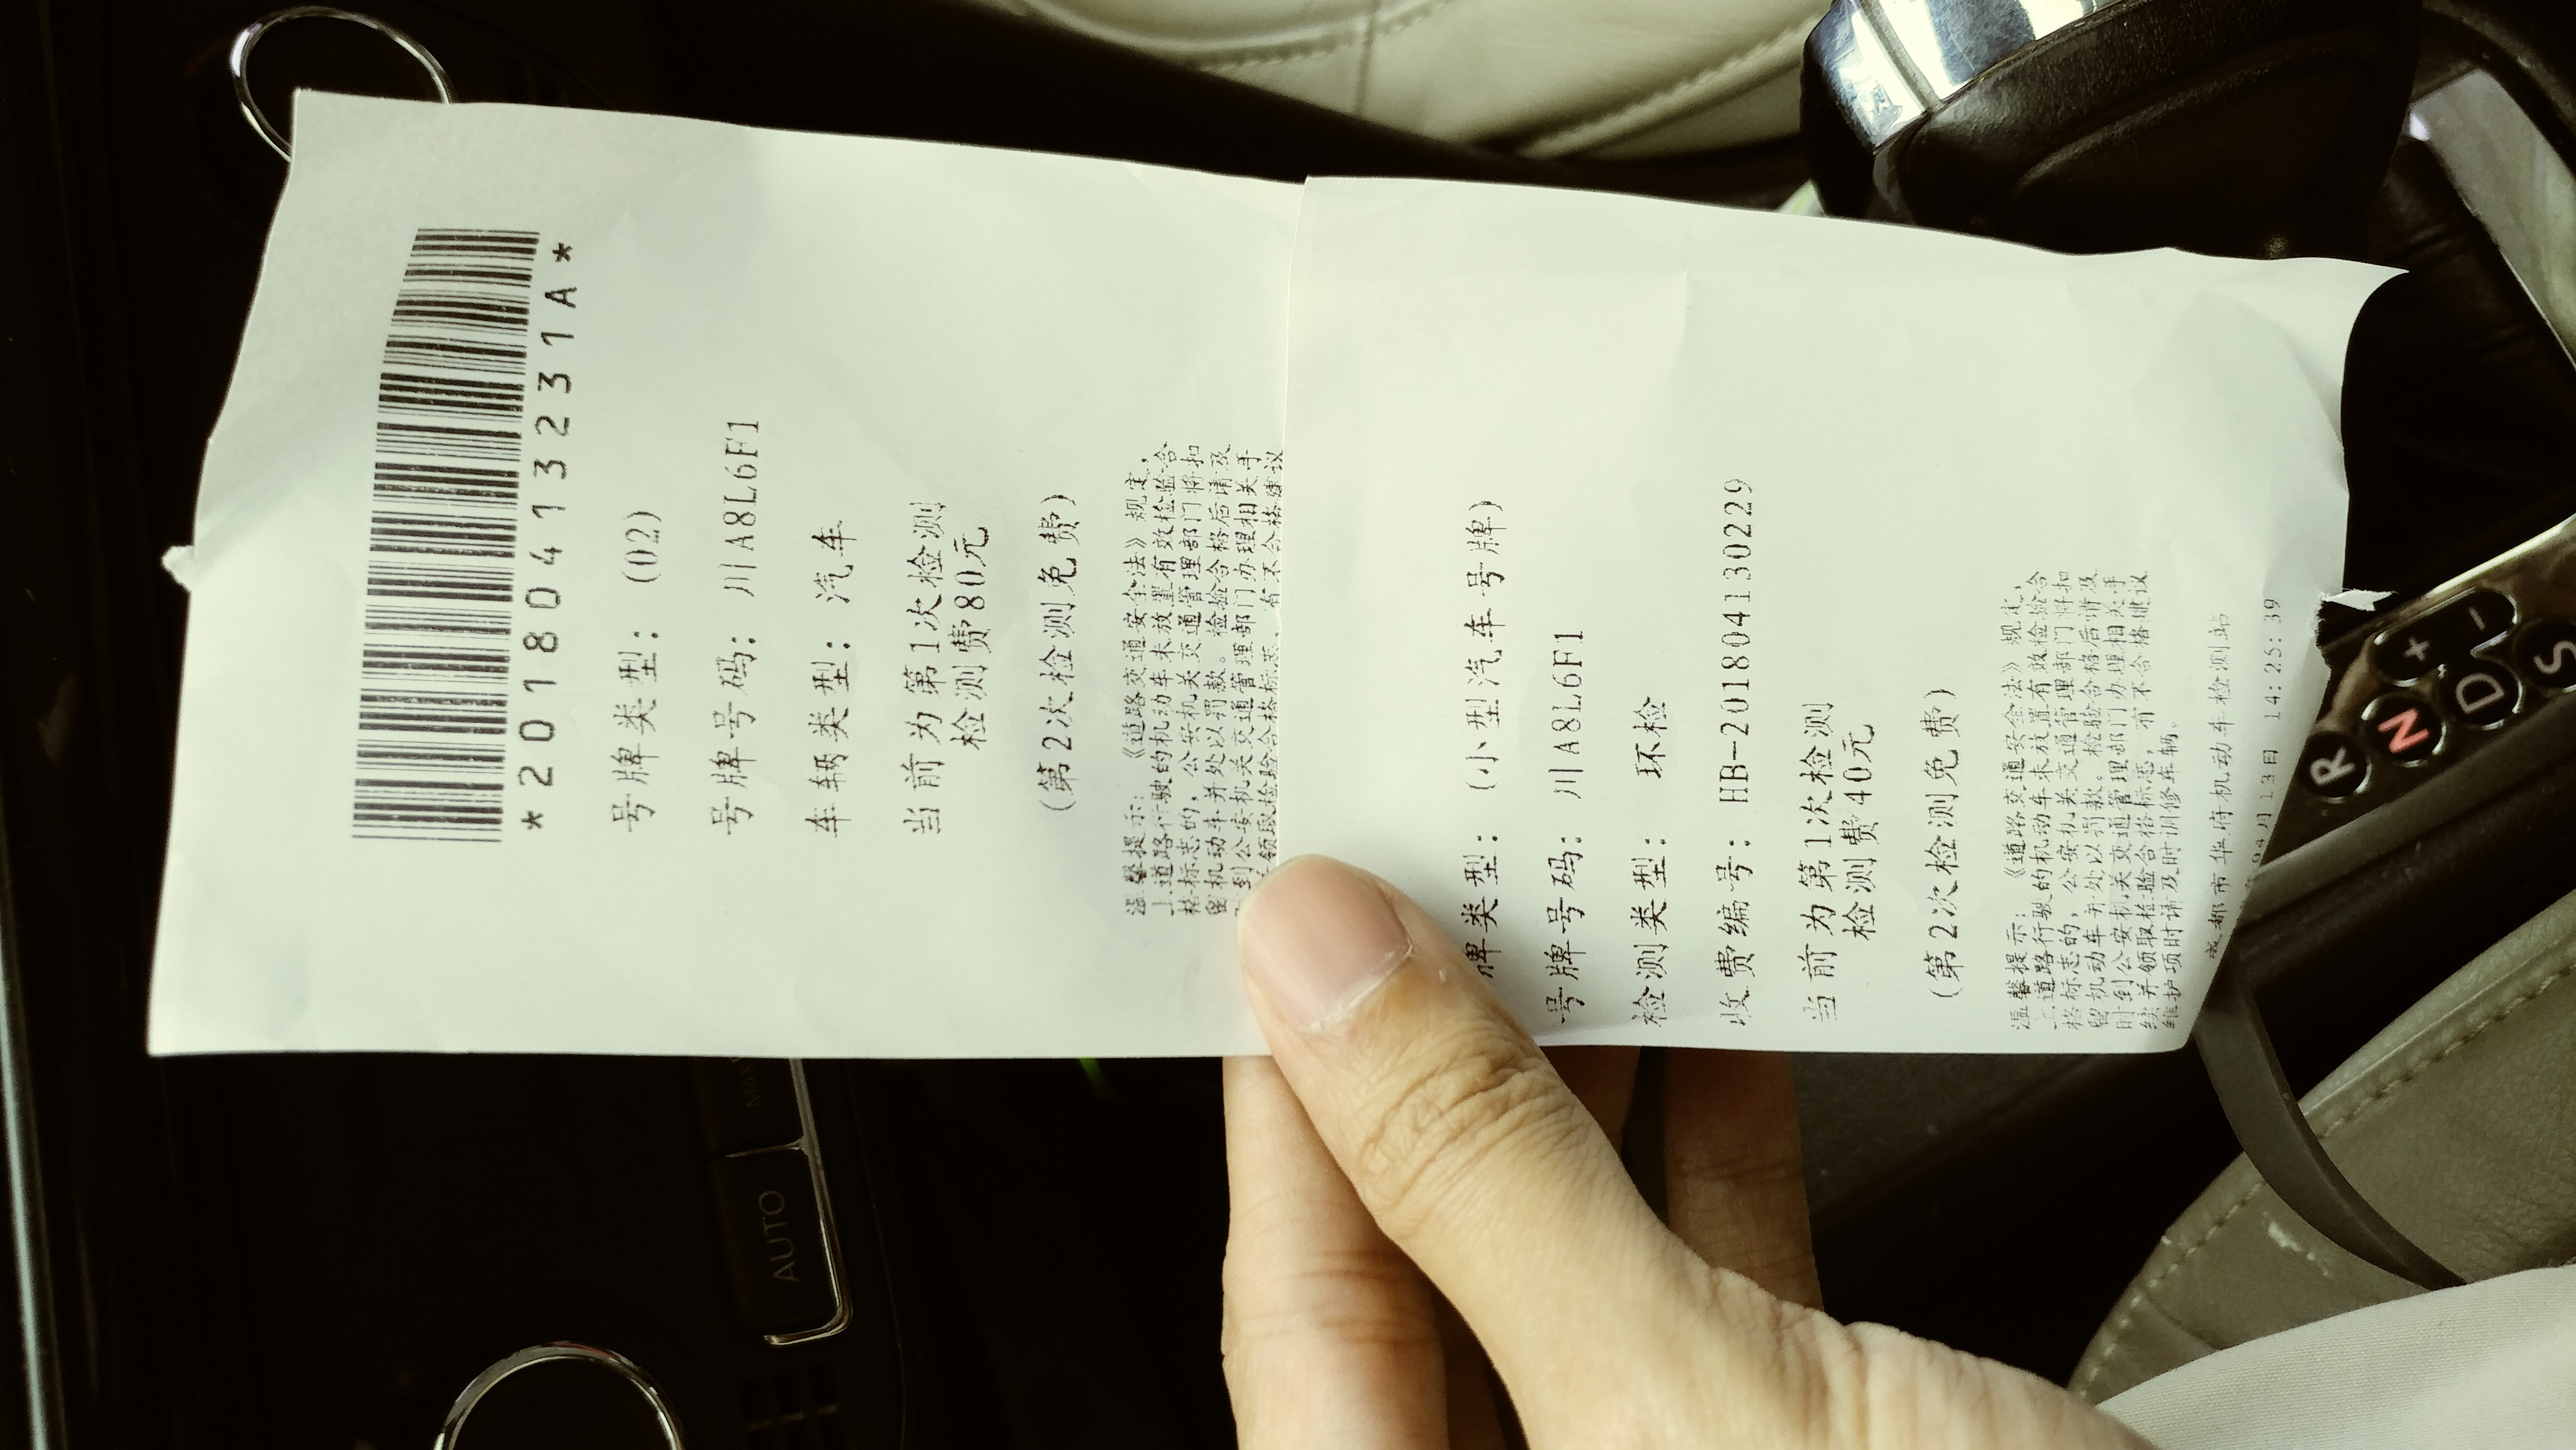 *20180413231A*
号牌类型：(02)
号牌号码：川A8L6F1
车辆类型：汽车
当前为第1次检测
检测费80元
(第2次检测免费)
温馨提示：《道路交通安全法》规定，
上道路行驶的机动车未放置有效检验合
格标志的，公安机关交通管理部门将扣
留机动车并处以罚款。检验合格后请及
到公安机关交通管理部门办理相关手
领取检验合格标志，有不合格建议
牌类型：(小型汽车号牌)
号牌号码：川A8L6F1
检测类型： 环检
收费编号：HB-201804130229
当前为第1次检测
检测费40元
(第2次检测免费)
温馨提示：《道路交通安全法》规定，
上道路行驶的机动车未放置有效检验合
格标志的，公安机关交通管理部门将扣
留机动车并处以罚款。检验合格后请及
时到公安机关交通管理部门办理相关手
续并领取检验合格标志，有不合格建议
维护项时请及时调修车辆。
成都市华府机动车检测站
04月13日 14:25:39
AUTO
MAX
R
N
+
D
-
S